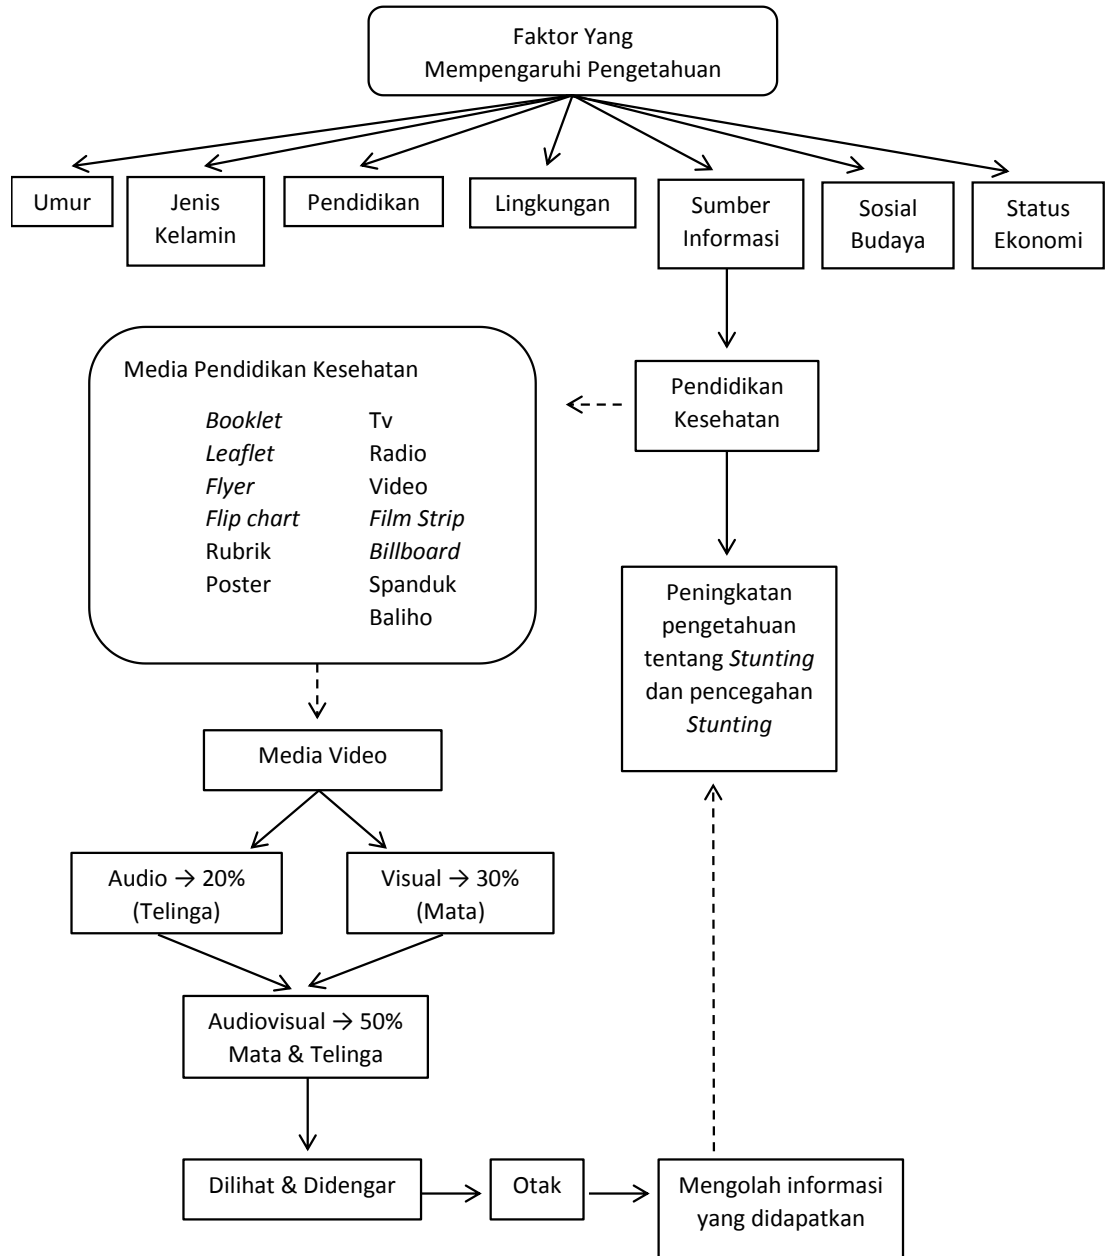 Faktor Yang
Mempengaruhi Pengetahuan
Umur
Jenis
Kelamin
Pendidikan
Lingkungan
Sumber
Informasi
Sosial
Budaya
Status
Ekonomi
Media Pendidikan Kesehatan
Booklet
Leaflet
Flyer
Flip chart
Rubrik
Poster
Tv
Radio
Video
Film Strip
Billboard
Spanduk
Baliho
Pendidikan
Kesehatan
Peningkatan
pengetahuan
tentang Stunting
dan pencegahan
Stunting
Media Video
Audio → 20%
(Telinga)
Visual → 30%
(Mata)
Audiovisual → 50%
Mata & Telinga
Dilihat & Didengar
Otak
Mengolah informasi
yang didapatkan